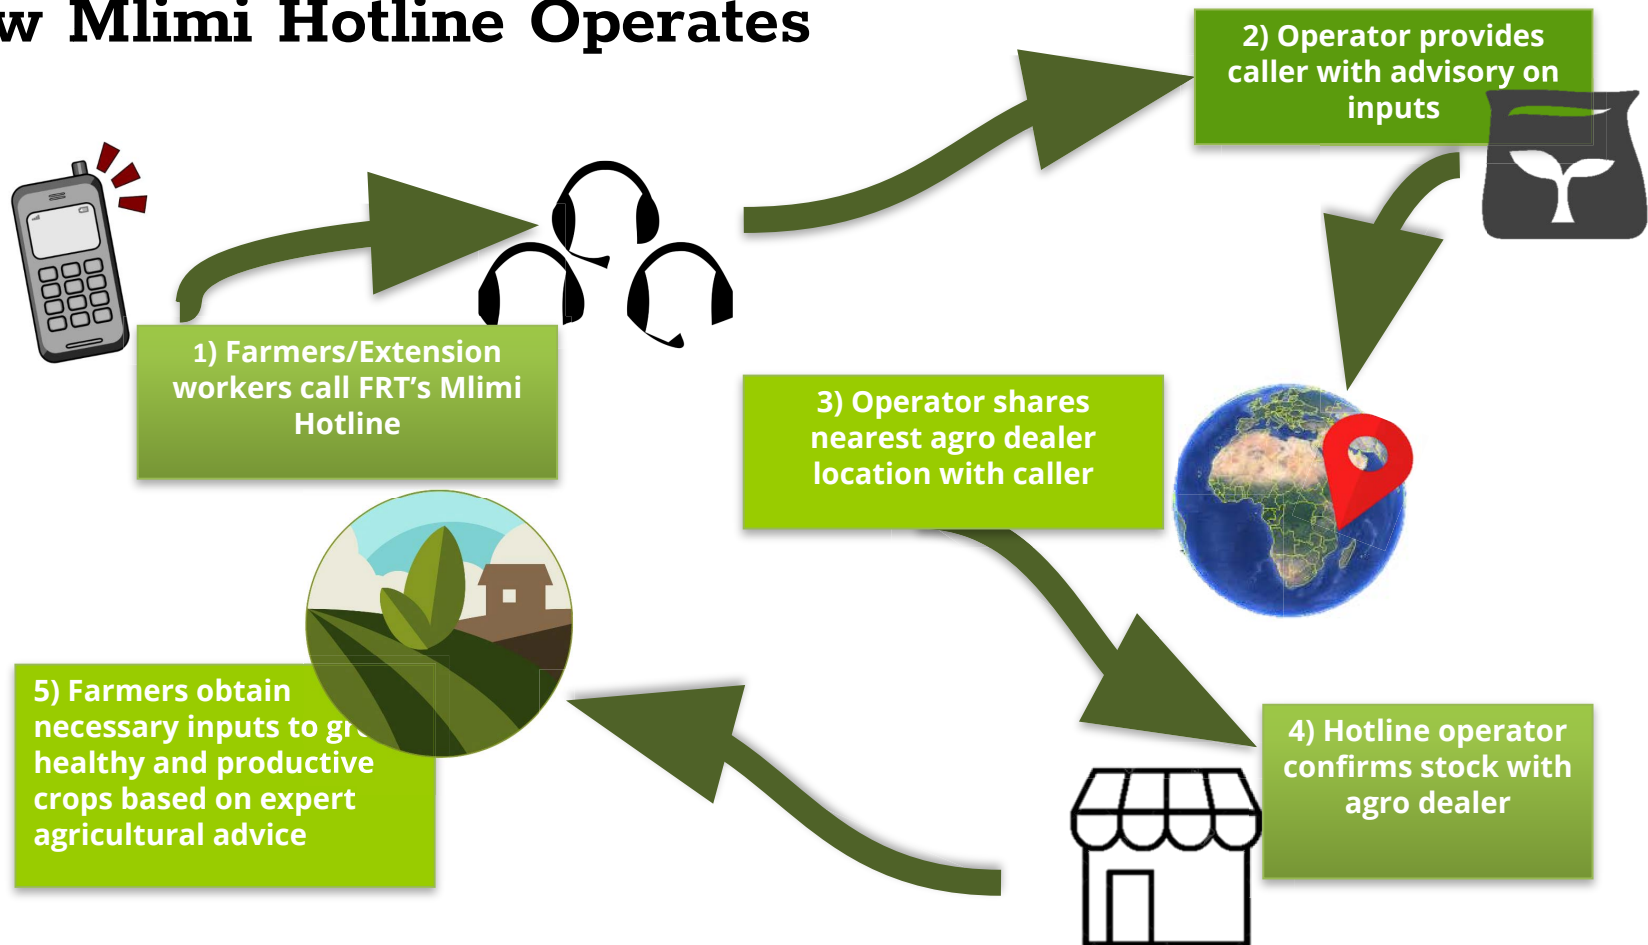 w Mlimi Hotline Operates
2) Operator provides
caller with advisory on
inputs
1) Farmers/Extension
workers call FRT’s Mlimi
Hotline
3) Operator shares
nearest agro dealer
location with caller
4) Hotline operator
confirms stock with
agro dealer
5) Farmers obtain
necessary inputs to
healthy and productive
crops based on expert
agricultural advice